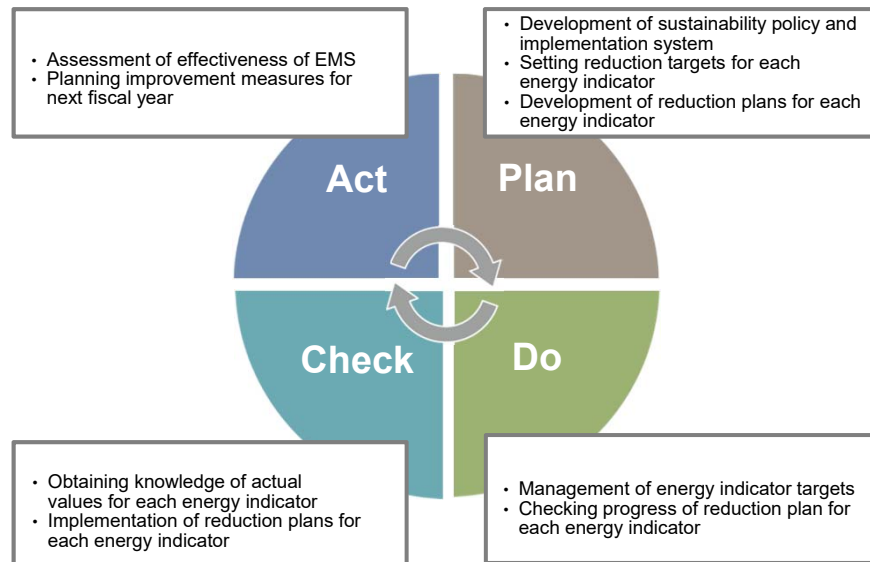 • Assessment of effectiveness of EMS
• Planning improvement measures for
next fiscal year
• Development of sustainability policy and
implementation system
• Setting reduction targets for each
energy indicator
• Development of reduction plans for each
energy indicator
Act
Plan
Check
Do
• Obtaining knowledge of actual
values for each energy indicator
• Implementation of reduction plans for
each energy indicator
• Management of energy indicator targets
• Checking progress of reduction plan for
each energy indicator